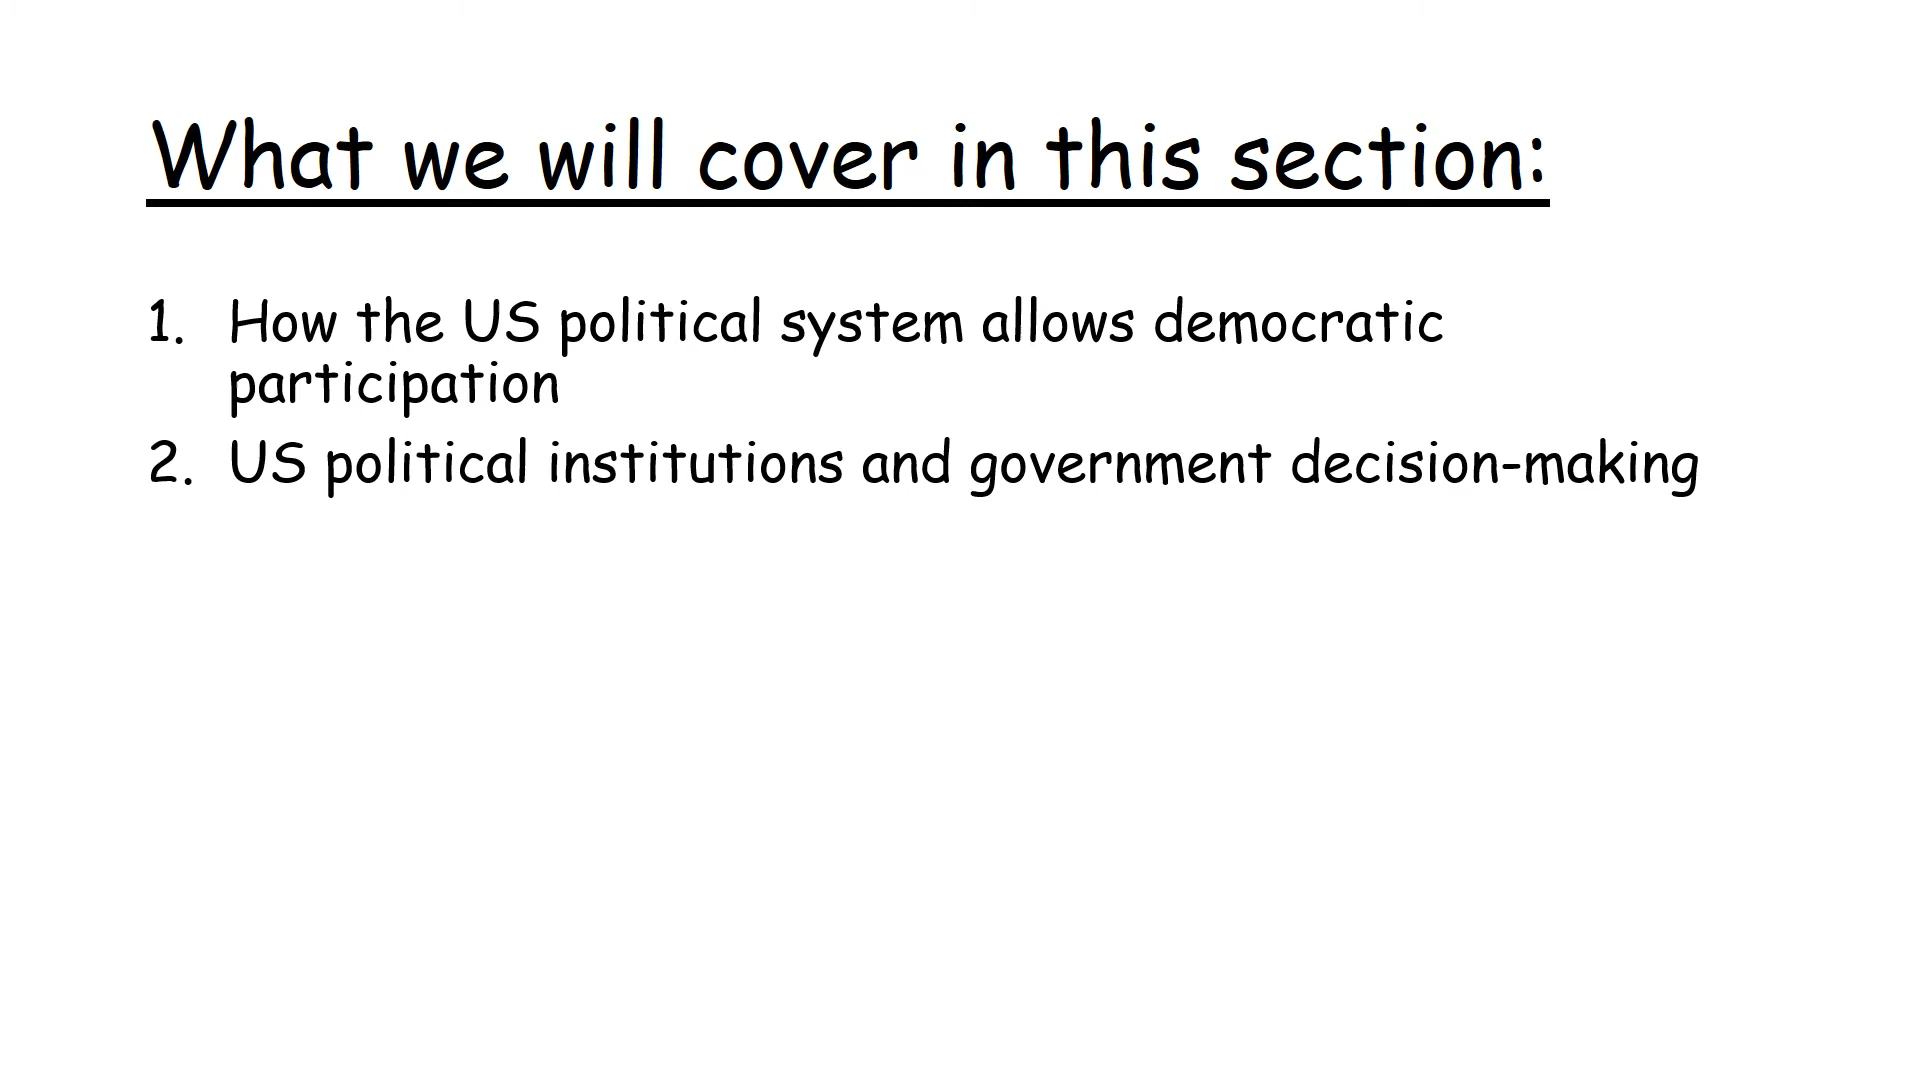 What we will cover in this section:
1. How the US political system allows democratic
participation
2. US political institutions and government decision-making